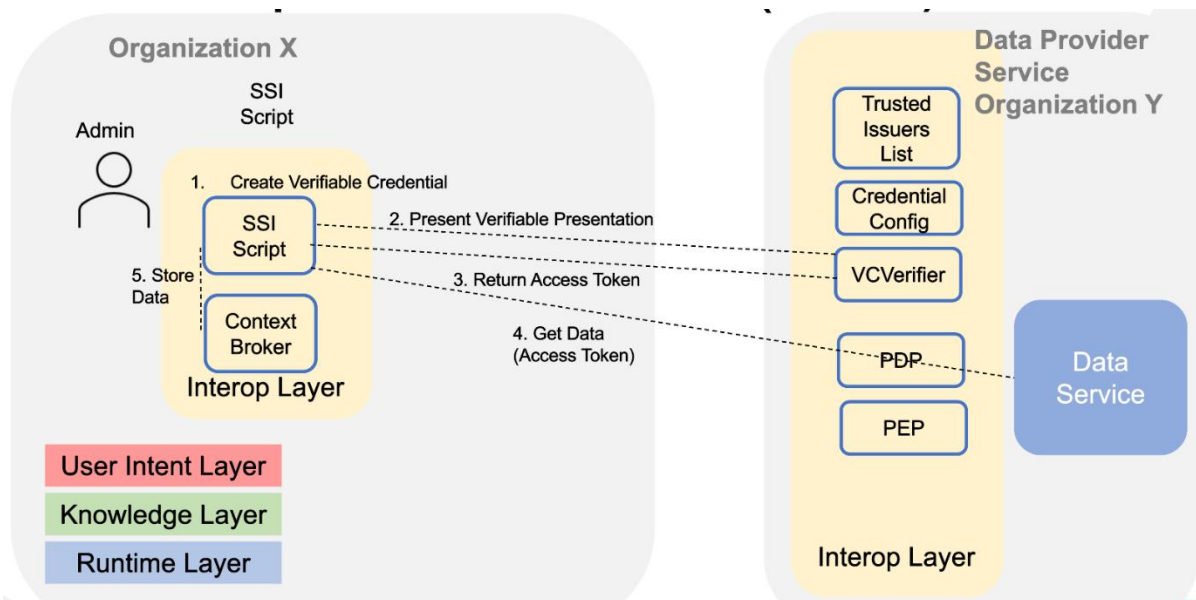 Organization X
SSI
Script
Admin
1. Create Verifiable Credential
SSI
Script
2. Present Verifiable Presentation
3. Return Access Token
5. Store
Data
4. Get Data
(Access Token)
Context
Broker
Interop Layer
User Intent Layer
Knowledge Layer
Runtime Layer
Data Provider
Service
Organization Y
Trusted
Issuers
List
Credential
Config
VCVerifier
PDP
PEP
Data
Service
Interop Layer